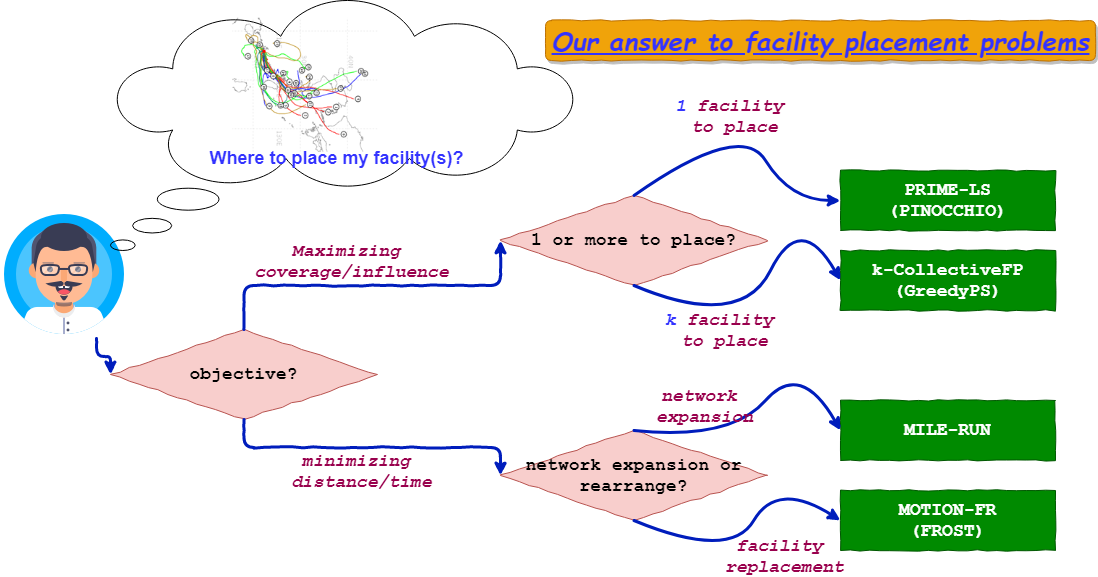 Our answer to facility placement problems
Where to place my facility(s)?
1 facility
to place
PRIME-LS
(PINOCCHIO)
1 or more to place?
Maximizing
coverage/influence
k-CollectiveFP
(GreedyPS)
k facility
to place
objective?
network
expansion
MILE-RUN
minimizing
distance/time
network expansion or
rearrange?
MOTION-FR
(FROST)
facility
replacement